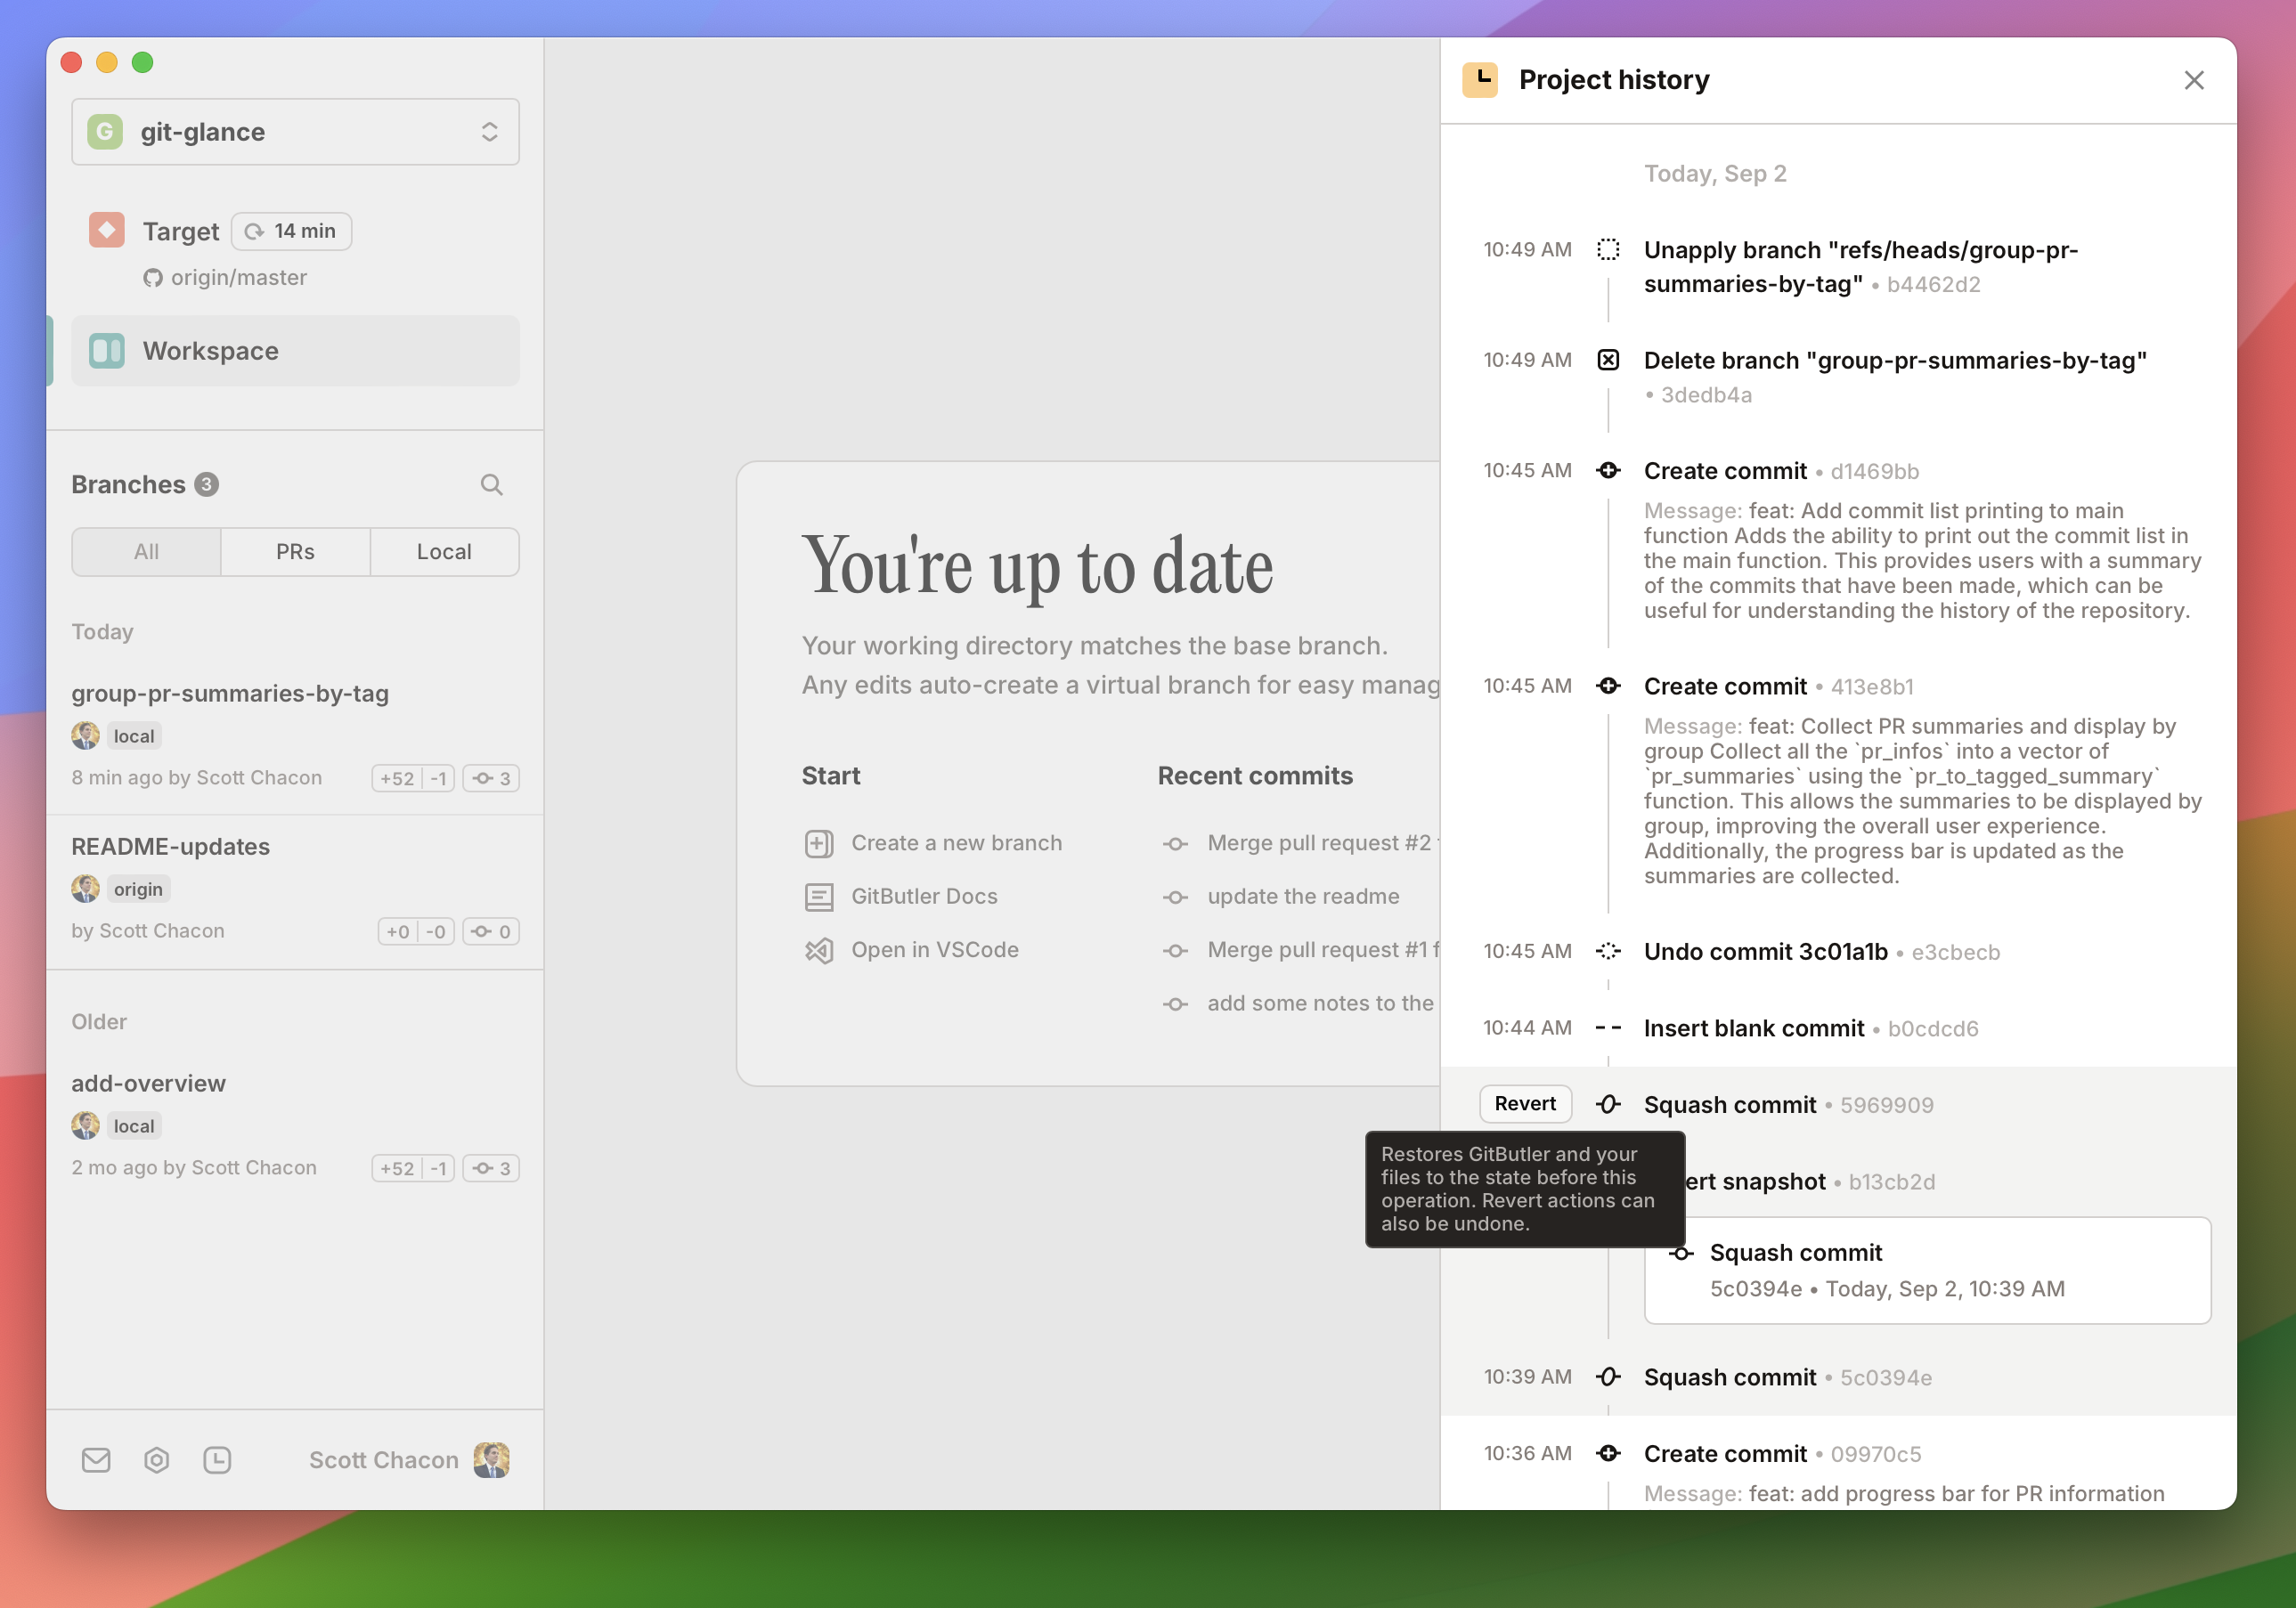 G git-glance
Target 14 min
origin/master
Workspace
Branches 3
All PRs Local
Today
group-pr-summaries-by-tag
local
8 min ago by Scott Chacon +52 -1 3
README-updates
origin
by Scott Chacon +0 -0 0
Older
add-overview
local
2 mo ago by Scott Chacon +52 -1 3
Scott Chacon
You're up to date
Your working directory matches the base branch.
Any edits auto-create a virtual branch for easy manag
Start
Create a new branch
GitButler Docs
Open in VSCode
Recent commits
Merge pull request #2
update the readme
Merge pull request #1 f
add some notes to the
Project history
Today, Sep 2
10:49 AM Unapply branch "refs/heads/group-pr-
summaries-by-tag" • b4462d2
10:49 AM Delete branch "group-pr-summaries-by-tag"
• 3dedb4a
10:45 AM Create commit • d1469bb
Message: feat: Add commit list printing to main
function Adds the ability to print out the commit list in
the main function. This provides users with a summary
of the commits that have been made, which can be
useful for understanding the history of the repository.
10:45 AM Create commit • 413e8b1
Message: feat: Collect PR summaries and display by
group Collect all the `pr_infos` into a vector of
`pr_summaries` using the `pr_to_tagged_summary`
function. This allows the summaries to be displayed by
group, improving the overall user experience.
Additionally, the progress bar is updated as the
summaries are collected.
10:45 AM Undo commit 3c01a1b • e3cbecb
10:44 AM Insert blank commit • b0cdcd6
Revert Squash commit • 5969909
Restores GitButler and your
files to the state before this
operation. Revert actions can
also be undone.
ert snapshot • b13cb2d
Squash commit
5c0394e • Today, Sep 2, 10:39 AM
10:39 AM Squash commit • 5c0394e
10:36 AM Create commit • 09970c5
Message: feat: add progress bar for PR information